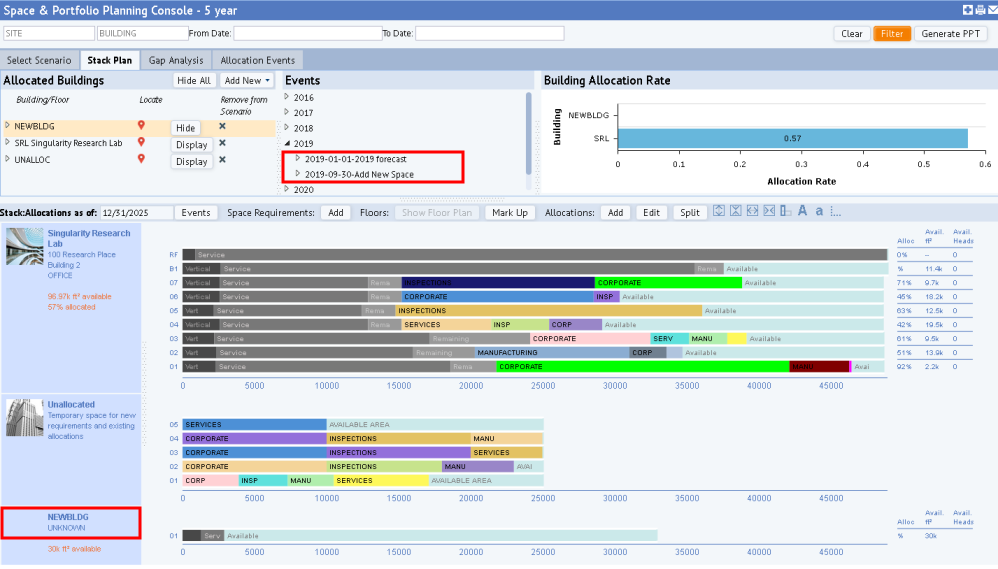 Space & Portfolio Planning Console - 5 year
SITE BUILDING From Date: To Date: Clear Filter Generate PPT
Select Scenario Stack Plan Gap Analysis Allocation Events
Allocated Buildings Hide All Add New
Building/Floor Locate Remove from Scenario
NEWBLDG Hide
SRL Singularity Research Lab Display
UNALLOC Display
Events
2016
2017
2018
2019
2019-01-01-2019 forecast
2019-09-30-Add New Space
2020
Building Allocation Rate
Building
NEWBLDG
SRL 0.57
0 0.1 0.2 0.3 0.4 0.5 0.6
Allocation Rate
Stack:Allocations as of: 12/31/2025 Events Space Requirements: Add Floors: Show Floor Plan Mark Up Allocations: Add Edit Split A a
Singularity Research Lab
100 Research Place
Building 2
OFFICE
96.97k ft² available
57% allocated
Alloc Avail. ft² Avail. Heads
RF Service 0% -- 0
B1 Vertical Service Rema Available % 11.4k 0
07 Vertical Service Rema INSPECTIONS CORPORATE Available 71% 9.7k 0
06 Vertical Service Rema CORPORATE INSP Available 45% 18.2k 0
05 Vertical Service Rema INSPECTIONS Available 63% 12.5k 0
04 Vertical Service Rema SERVICES INSP CORP Available 42% 19.5k 0
03 Vert Service Remaining CORPORATE SERV MANU Available 61% 9.5k 0
02 Vert Service Remaining MANUFACTURING CORP Available 51% 13.9k 0
01 Vert Service Rema CORPORATE MANU Avai 92% 2.2k 0
0 5000 10000 15000 20000 25000 30000 35000 40000 45000
Unallocated
Temporary space for new
requirements and existing
allocations
05 SERVICES AVAILABLE AREA
04 CORPORATE INSPECTIONS MANU
03 CORPORATE INSPECTIONS SERVICES
02 CORPORATE INSPECTIONS MANU AVAI
01 CORP INSP MANU SERVICES AVAILABLE AREA
0 5000 10000 15000 20000 25000 30000 35000 40000 45000
NEWBLDG
UNKNOWN
30k ft² available
Alloc Avail. ft² Avail. Heads
01 Serv Available % 30k
0 5000 10000 15000 20000 25000 30000 35000 40000 45000